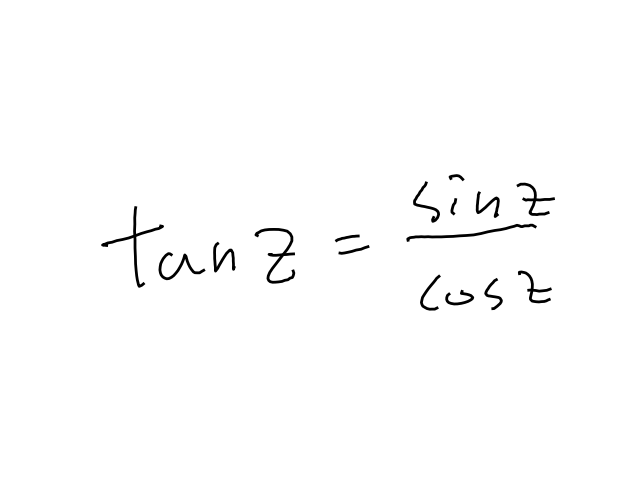 tan z = sin z / cos z